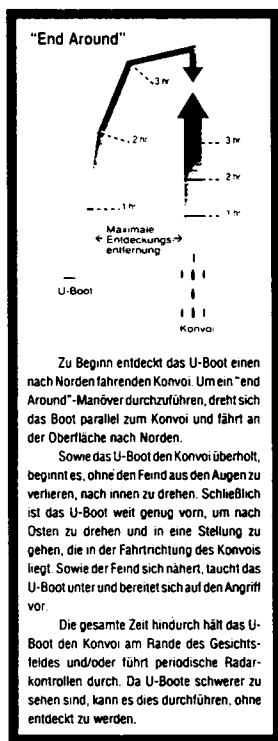 "End Around"
3 hr
2 hr
3 hr
2 hr
1 hr
1 hr
Maximale
Entdeckungs-
entfernung
U-Boot
Konvoi
Zu Beginn entdeckt das U-Boot einen
nach Norden fahrenden Konvoi. Um ein "end
Around"-Manöver durchzuführen, dreht sich
das Boot parallel zum Konvoi und fährt an
der Oberfläche nach Norden.
Sowie das U-Boot den Konvoi überholt,
beginnt es, ohne den Feind aus den Augen zu
verlieren, nach innen zu drehen. Schließlich
ist das U-Boot weit genug vorn, um nach
Osten zu drehen und in eine Stellung zu
gehen, die in der Fahrtrichtung des Konvois
liegt. Sowie der Feind sich nähert, taucht das
U-Boot unter und bereitet sich auf den Angriff
vor.
Die gesamte Zeit hindurch hält das U-
Boot den Konvoi am Rande des Gesichts-
feldes und/oder führt periodische Radar-
kontrollen durch. Da U-Boote schwerer zu
sehen sind, kann es dies durchführen, ohne
entdeckt zu werden.